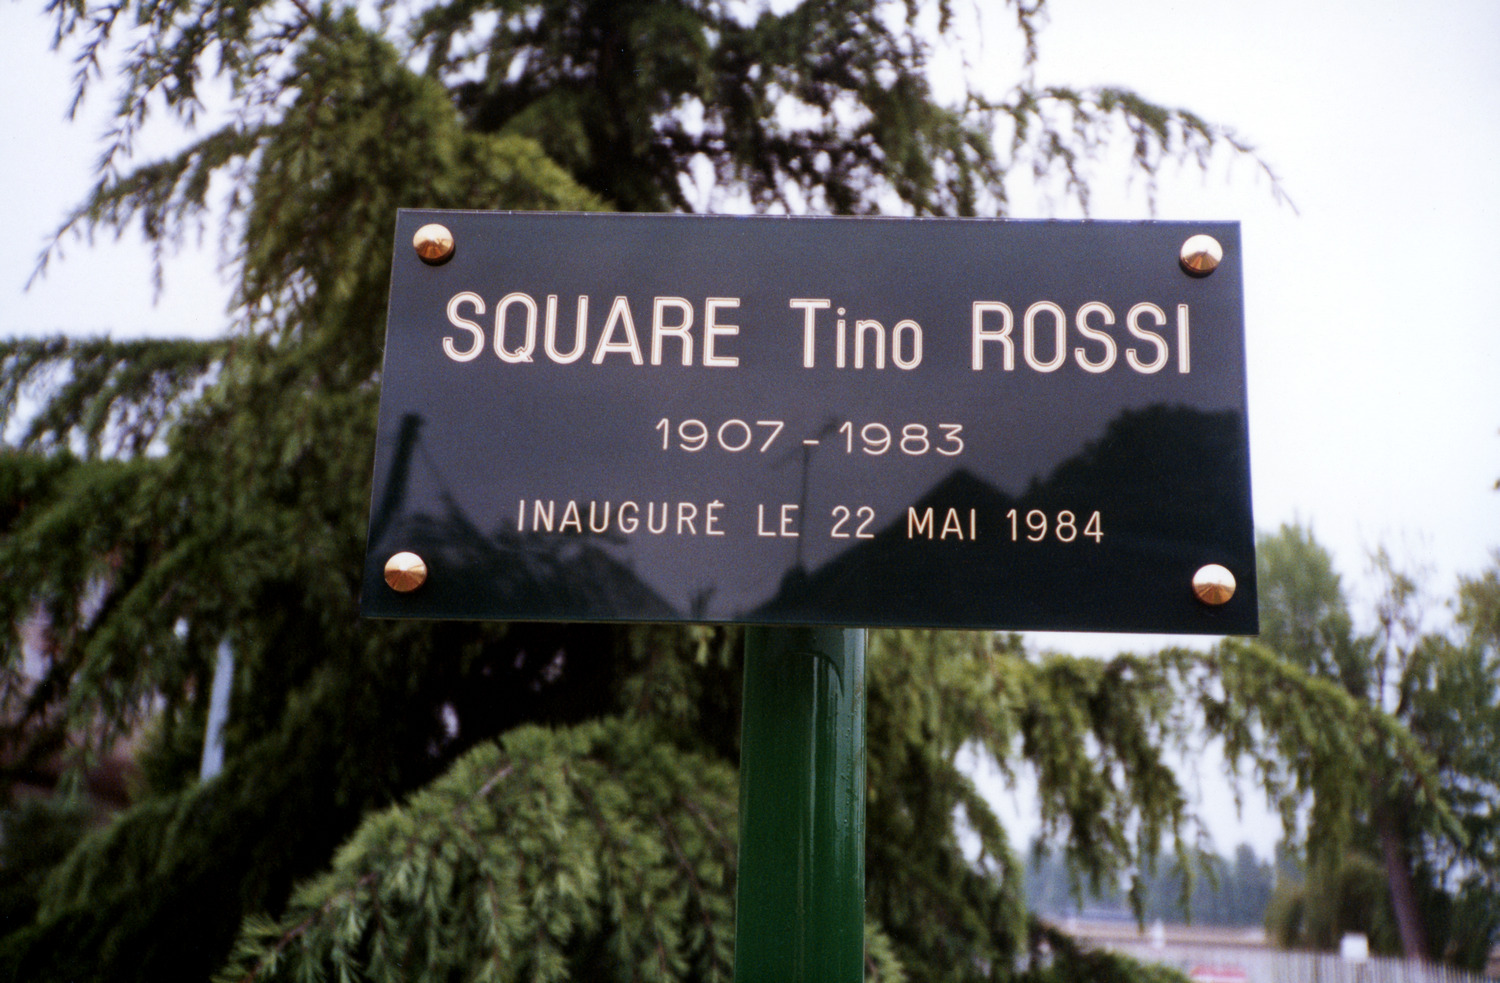 SQUARE Tino ROSSI
1907-1983
INAUGURÉ LE 22 MAI 1984